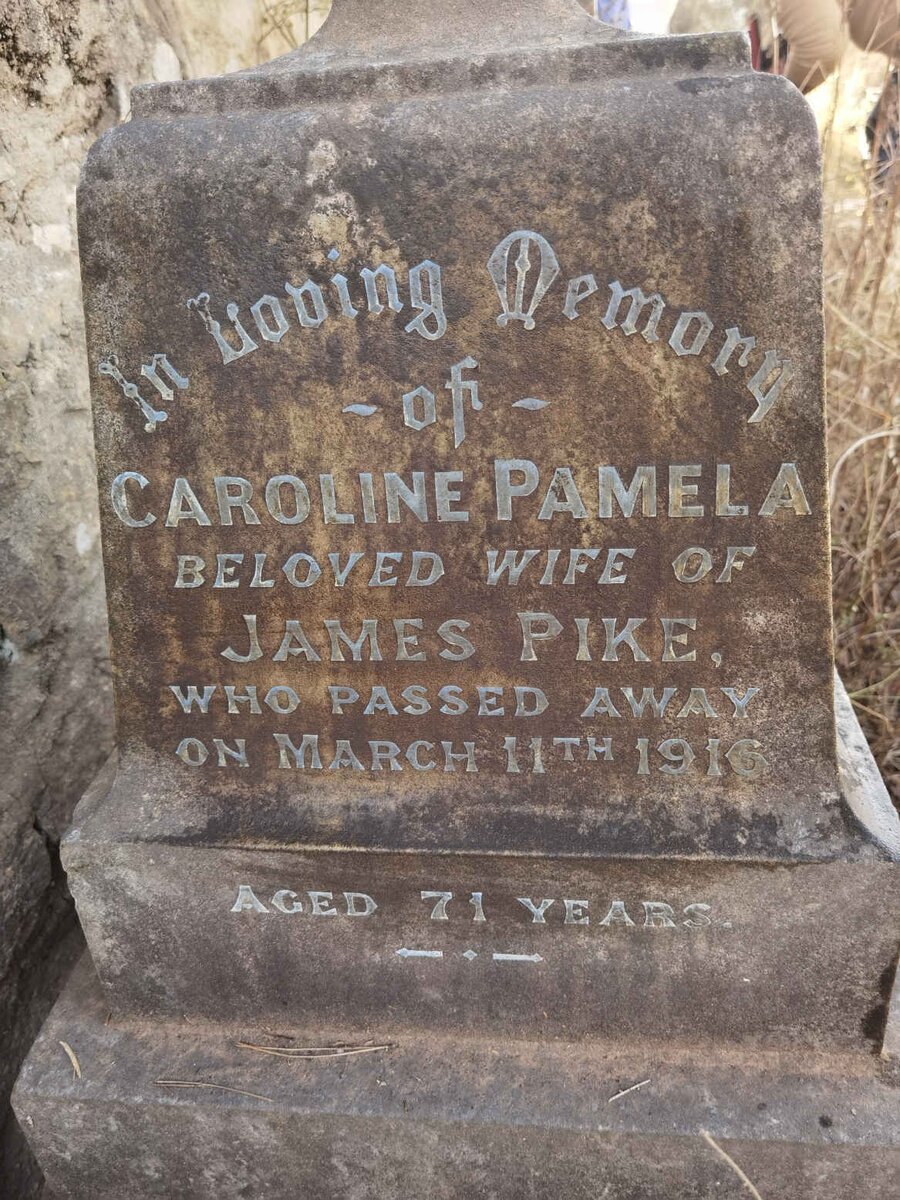 In Loving Memory
- of -
CAROLINE PAMELA
BELOVED WIFE OF
JAMES PIKE,
WHO PASSED AWAY
ON MARCH 11TH 1916
AGED 71 YEARS.